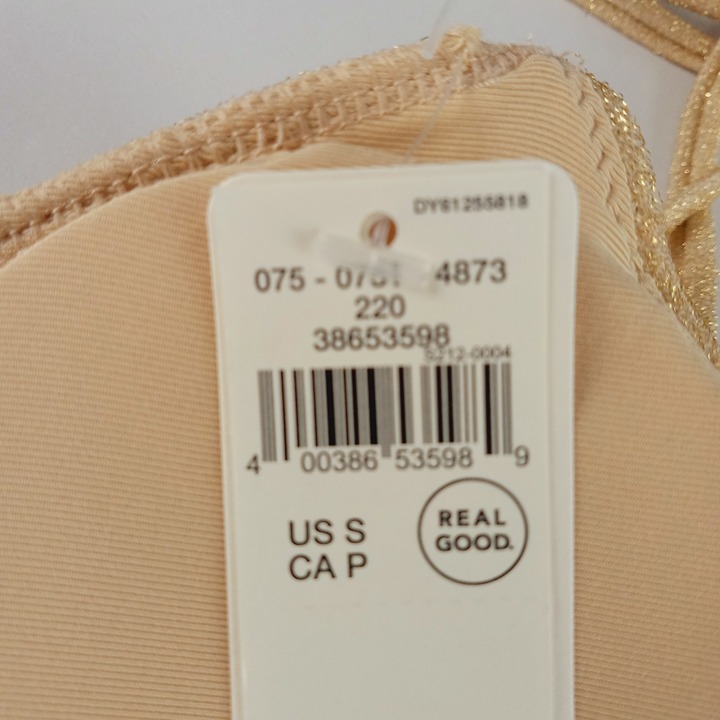 DY61255818
075 - 4873
220
38653598
5212-0004
4 00386 53598 9
US S
CA P
REAL
GOOD.